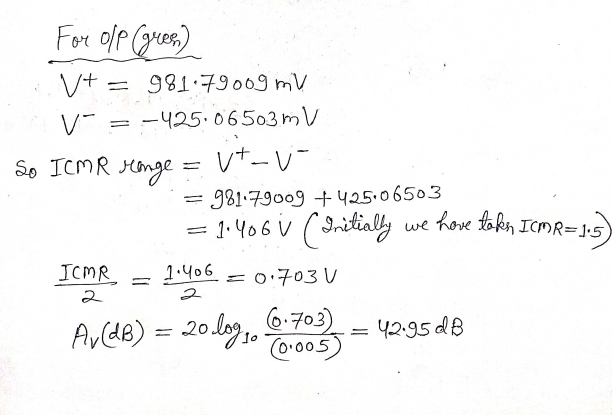 For O/P (green)
V+ = 981.79009 mV
V- = -425.06503 mV
So ICMR range = V+ - V-
= 981.79009 + 425.06503
= 1.406 V (Initially we have taken ICMR=1.5)
ICMR/2 = 1.406/2 = 0.703 V
Av(dB) = 20 log10 (0.703)/(0.005) = 42.95 dB